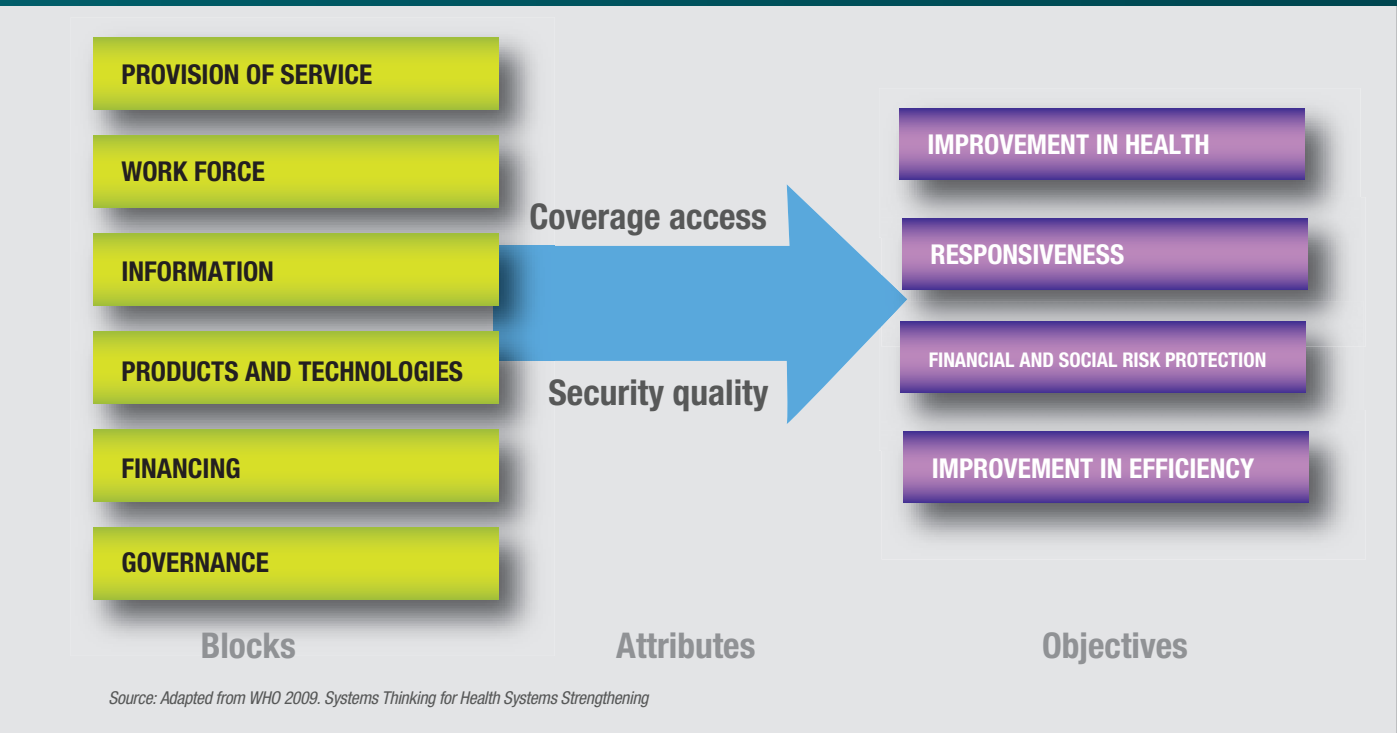 PROVISION OF SERVICE
WORK FORCE
INFORMATION
PRODUCTS AND TECHNOLOGIES
FINANCING
GOVERNANCE
Blocks
Coverage access
Security quality
Attributes
IMPROVEMENT IN HEALTH
RESPONSIVENESS
FINANCIAL AND SOCIAL RISK PROTECTION
IMPROVEMENT IN EFFICIENCY
Objectives
Source: Adapted from WHO 2009. Systems Thinking for Health Systems Strengthening